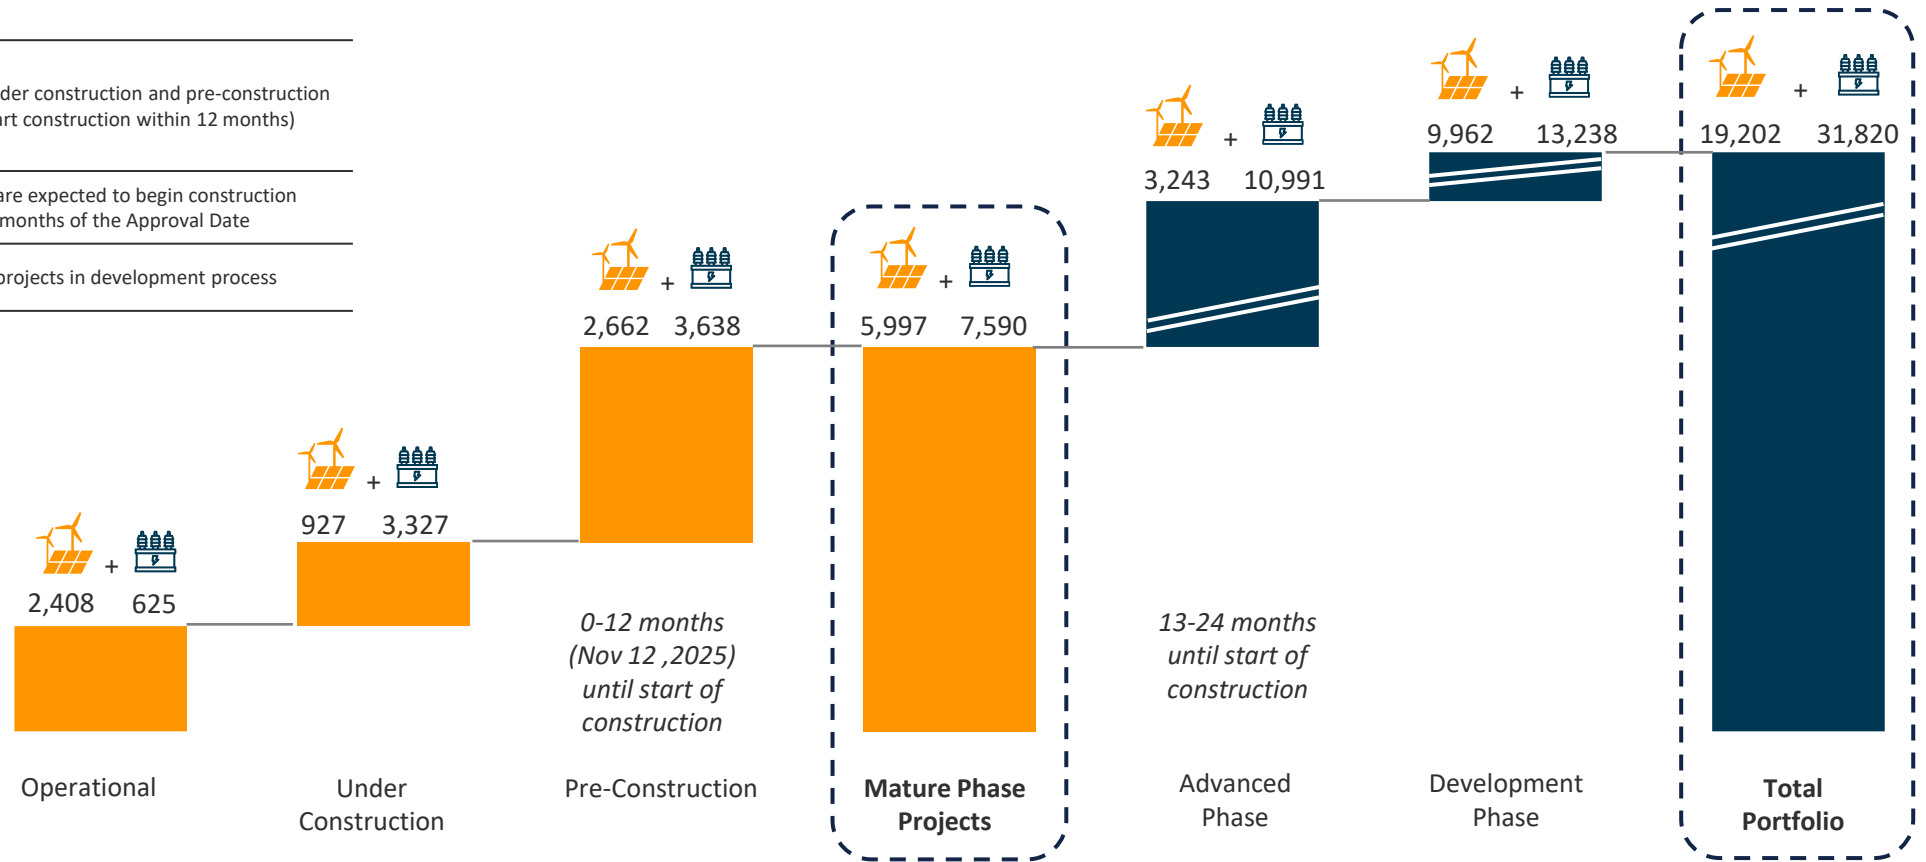 der construction and pre-construction
art construction within 12 months)
are expected to begin construction
months of the Approval Date
projects in development process
+
2,408 625
+
927 3,327
+
2,662 3,638
+
5,997 7,590
+
3,243 10,991
+
9,962 13,238
+
19,202 31,820
0-12 months
(Nov 12 ,2025)
until start of
construction
13-24 months
until start of
construction
Operational
Under
Construction
Pre-Construction
Mature Phase
Projects
Advanced
Phase
Development
Phase
Total
Portfolio